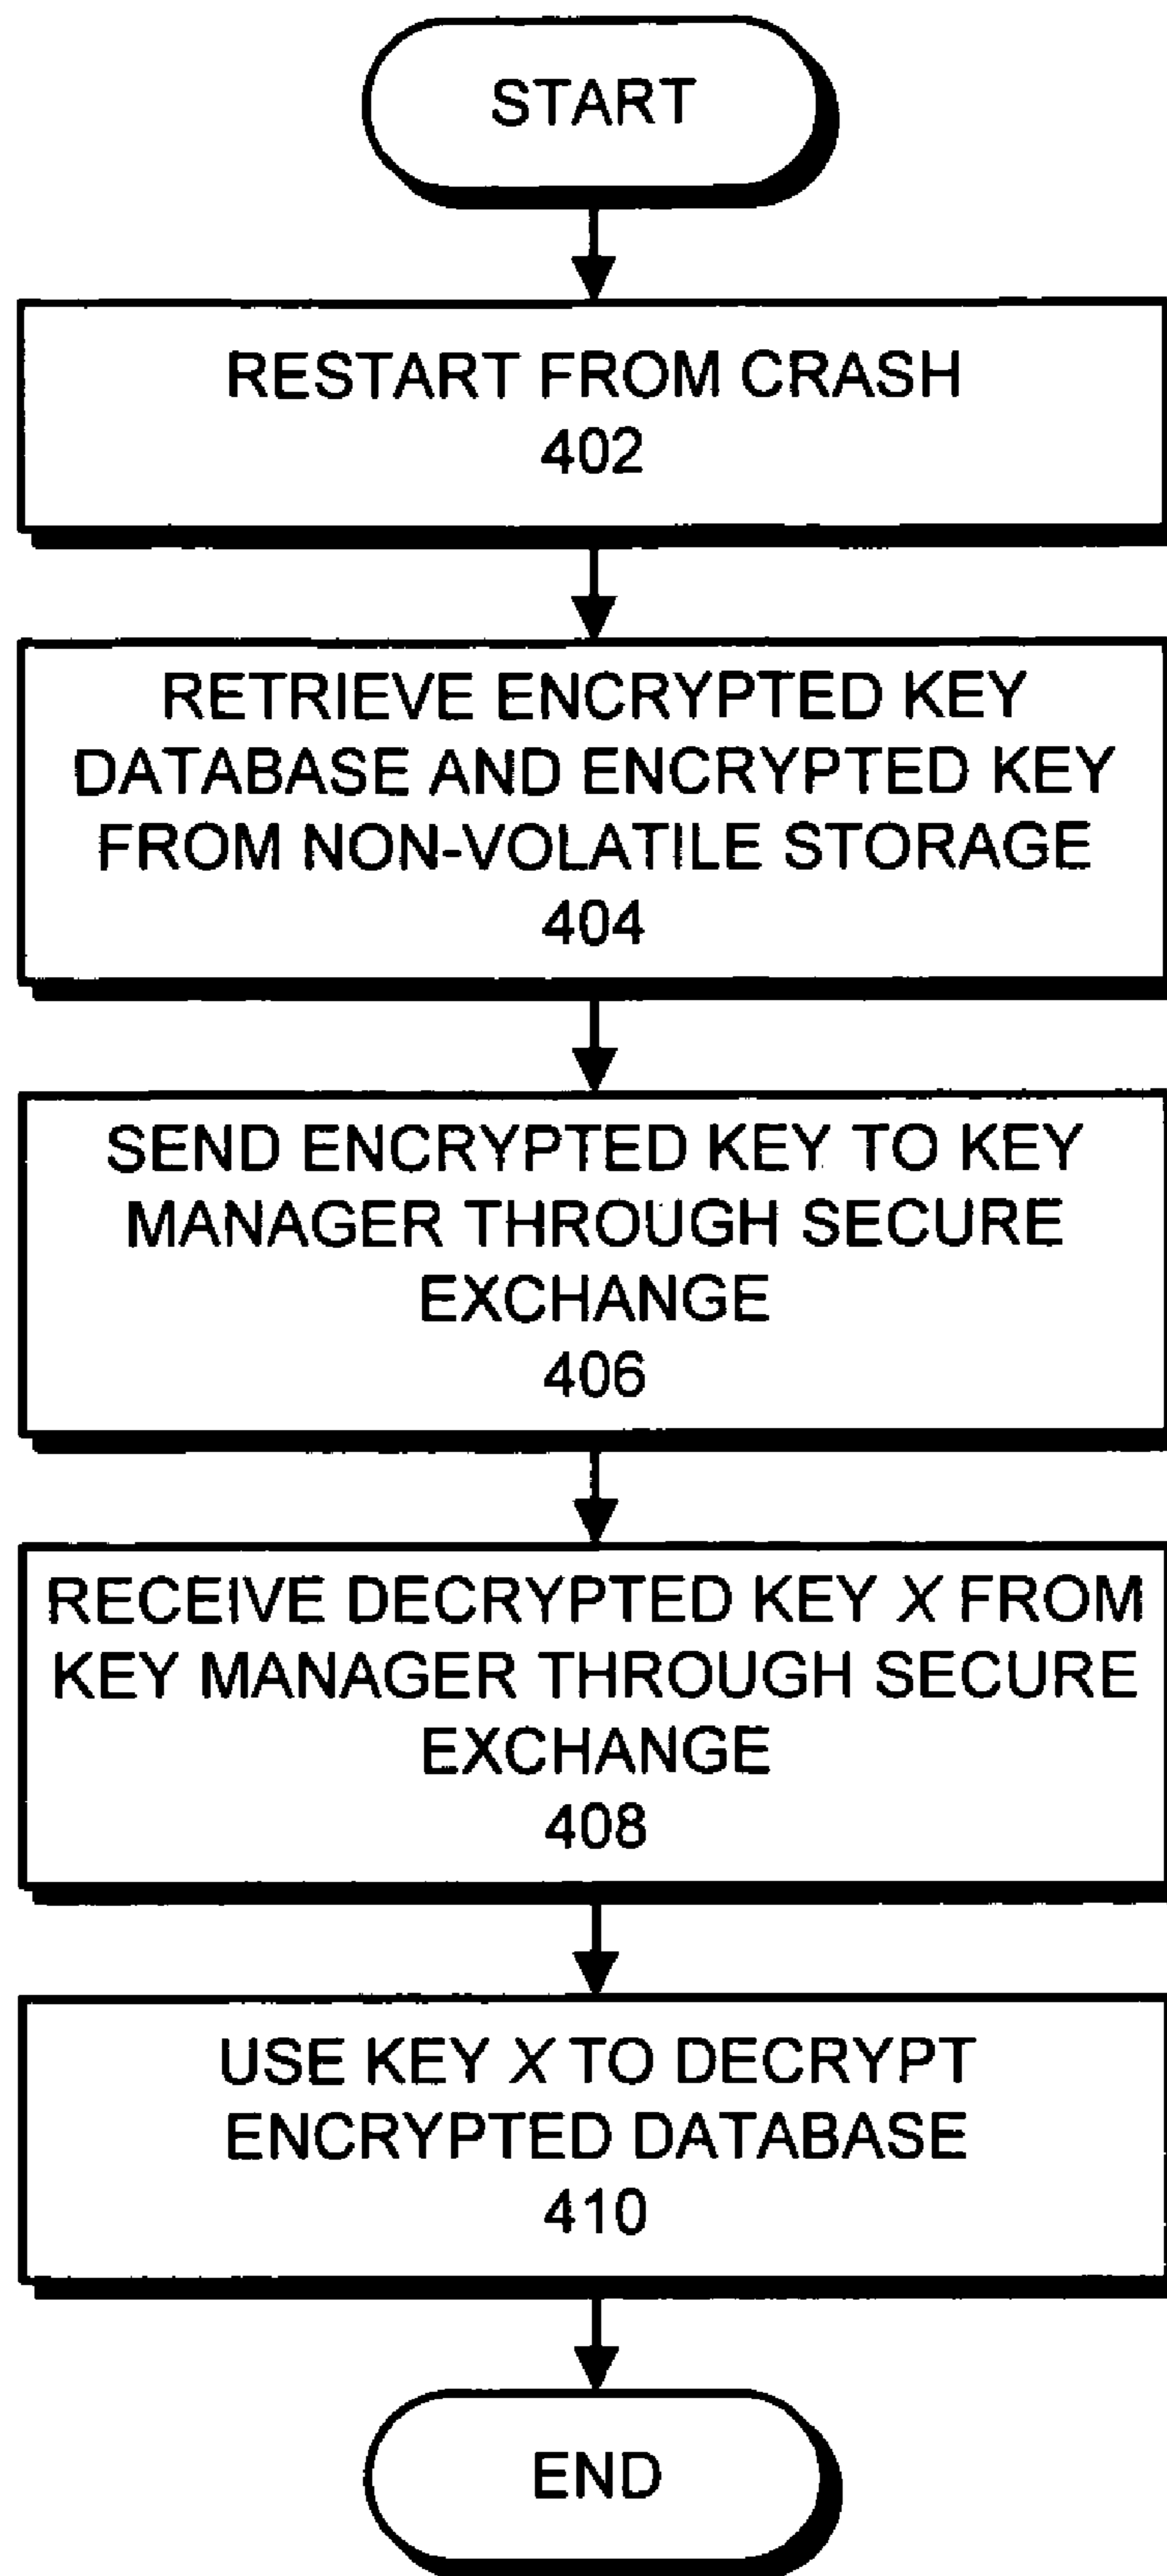 START
RESTART FROM CRASH
402
RETRIEVE ENCRYPTED KEY
DATABASE AND ENCRYPTED KEY
FROM NON-VOLATILE STORAGE
404
SEND ENCRYPTED KEY TO KEY
MANAGER THROUGH SECURE
EXCHANGE
406
RECEIVE DECRYPTED KEY X FROM
KEY MANAGER THROUGH SECURE
EXCHANGE
408
USE KEY X TO DECRYPT
ENCRYPTED DATABASE
410
END